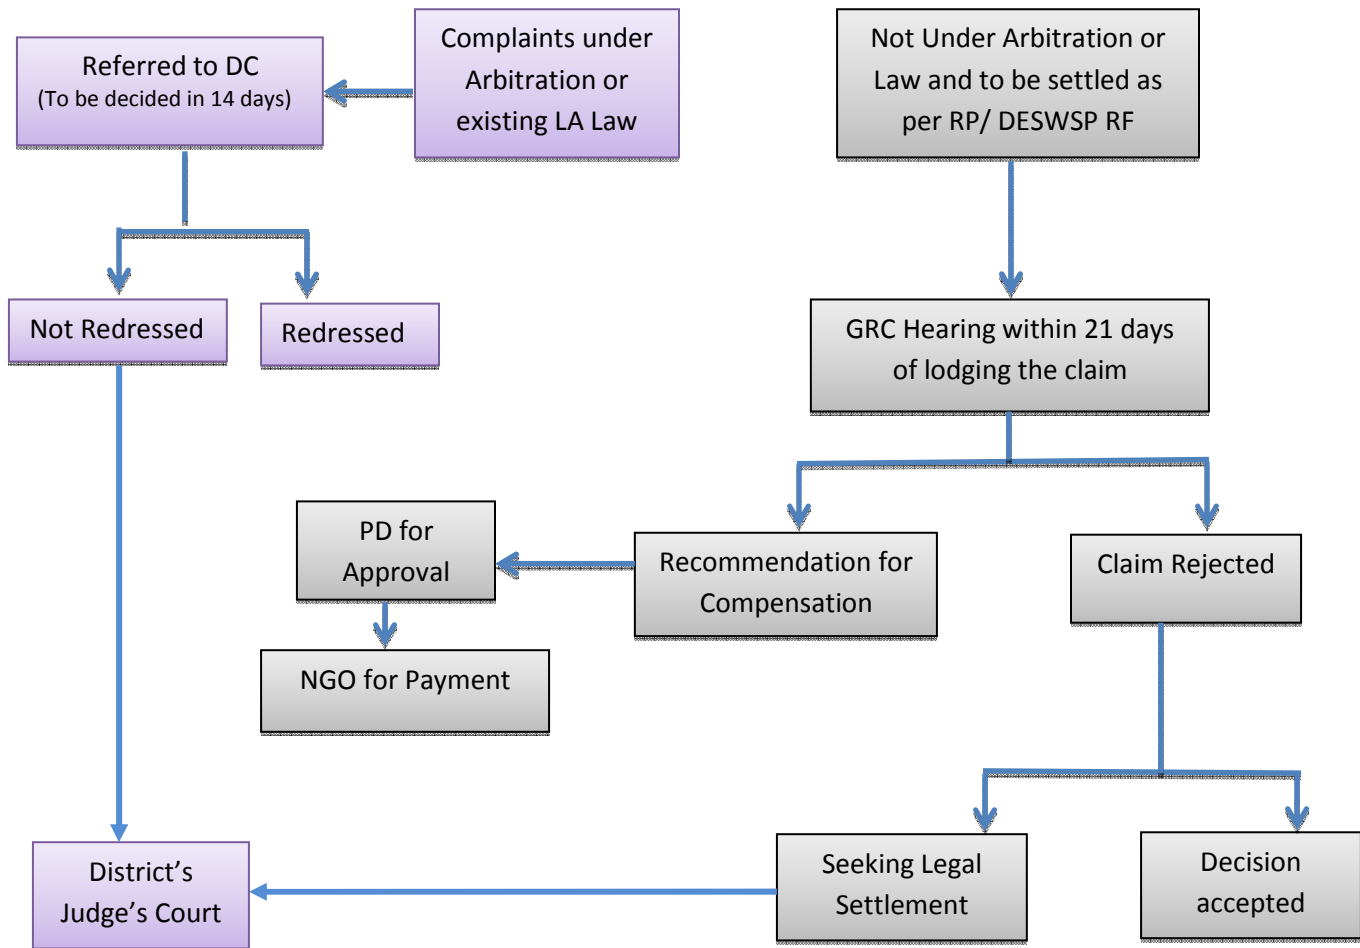 Referred to DC
(To be decided in 14 days)
Complaints under
Arbitration or
existing LA Law
Not Under Arbitration or
Law and to be settled as
per RP/ DESWSP RF
Not Redressed
Redressed
GRC Hearing within 21 days
of lodging the claim
PD for
Approval
Recommendation for
Compensation
Claim Rejected
NGO for Payment
District’s
Judge’s Court
Seeking Legal
Settlement
Decision
accepted